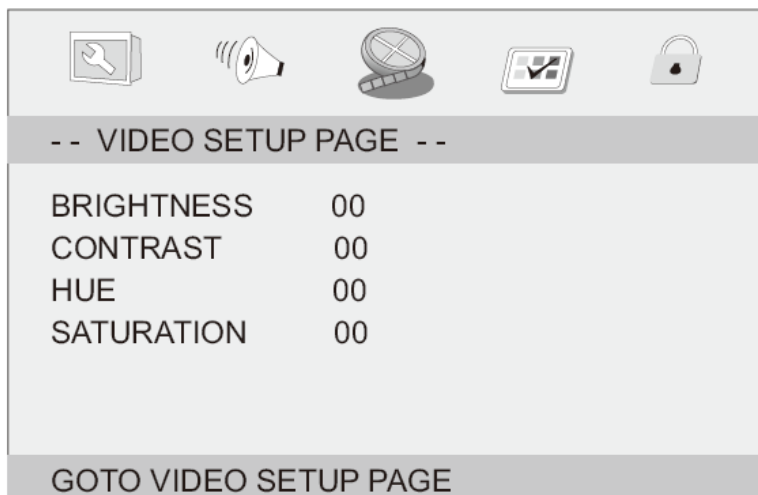 -- VIDEO SETUP PAGE --
BRIGHTNESS 00
CONTRAST 00
HUE 00
SATURATION 00
GOTO VIDEO SETUP PAGE